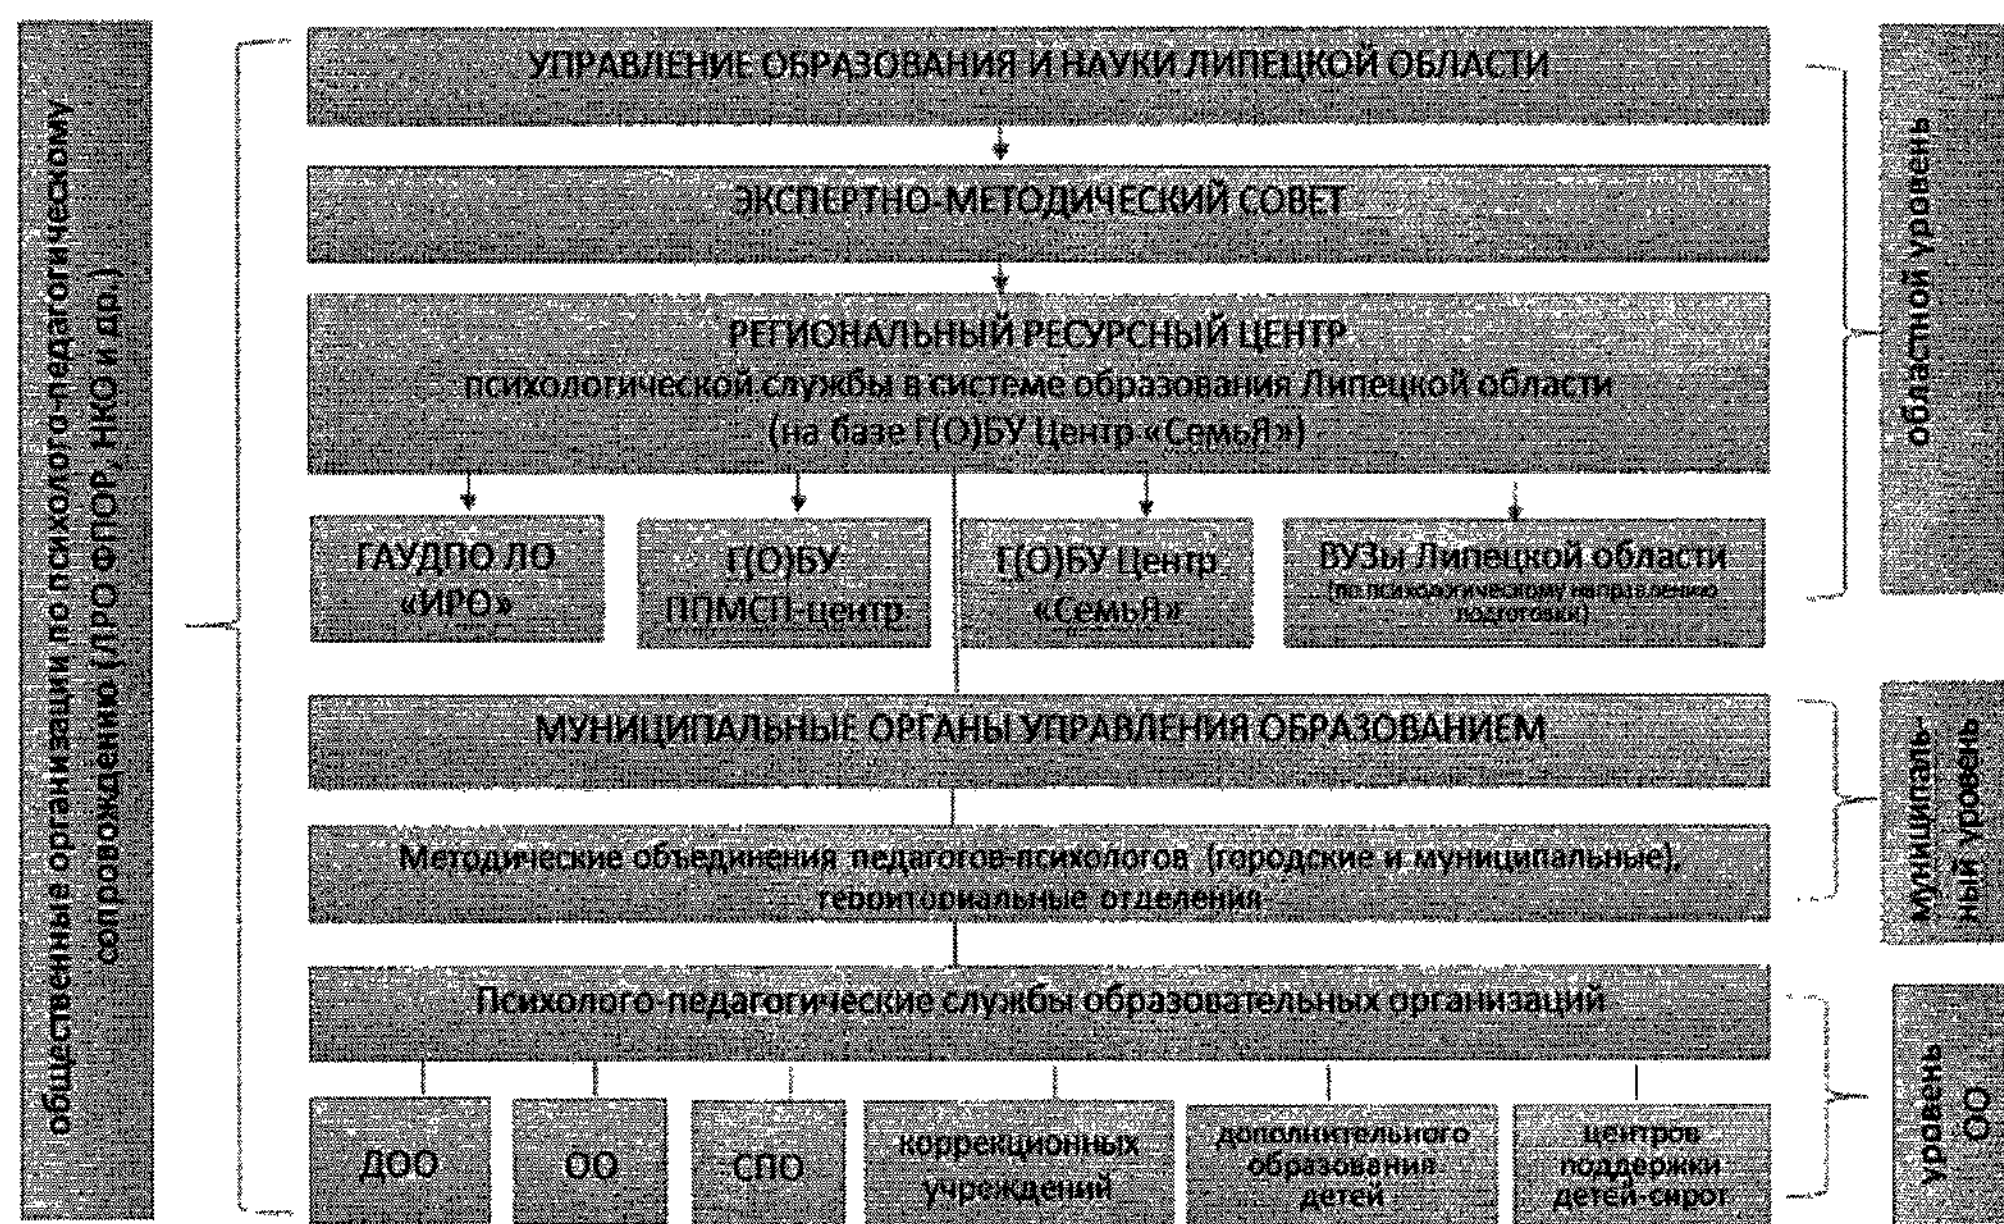 общественные организации по психолого-педагогическому
сопровождению (ЛРО ФПОР, НКО и др.)
УПРАВЛЕНИЕ ОБРАЗОВАНИЯ И НАУКИ ЛИПЕЦКОЙ ОБЛАСТИ
ЭКСПЕРТНО-МЕТОДИЧЕСКИЙ СОВЕТ
РЕГИОНАЛЬНЫЙ РЕСУРСНЫЙ ЦЕНТР
психологической службы в системе образования Липецкой области
(на базе Г(О)БУ Центр «СемьЯ»)
ГАУДПО ЛО
«ИРО»
Г(О)БУ
ППМСП-центр
Г(О)БУ Центр
«СемьЯ»
ВУЗы Липецкой области
(по психологическому направлению
подготовки)
областной уровень
МУНИЦИПАЛЬНЫЕ ОРГАНЫ УПРАВЛЕНИЯ ОБРАЗОВАНИЕМ
Методические объединения педагогов-психологов (городские и муниципальные),
территориальные отделения
муниципаль-
ный уровень
Психолого-педагогические службы образовательных организаций
ДОО
ОО
СПО
коррекционных
учреждений
дополнительного
образования
детей
центров
поддержки
детей-сирот
уровень
ОО